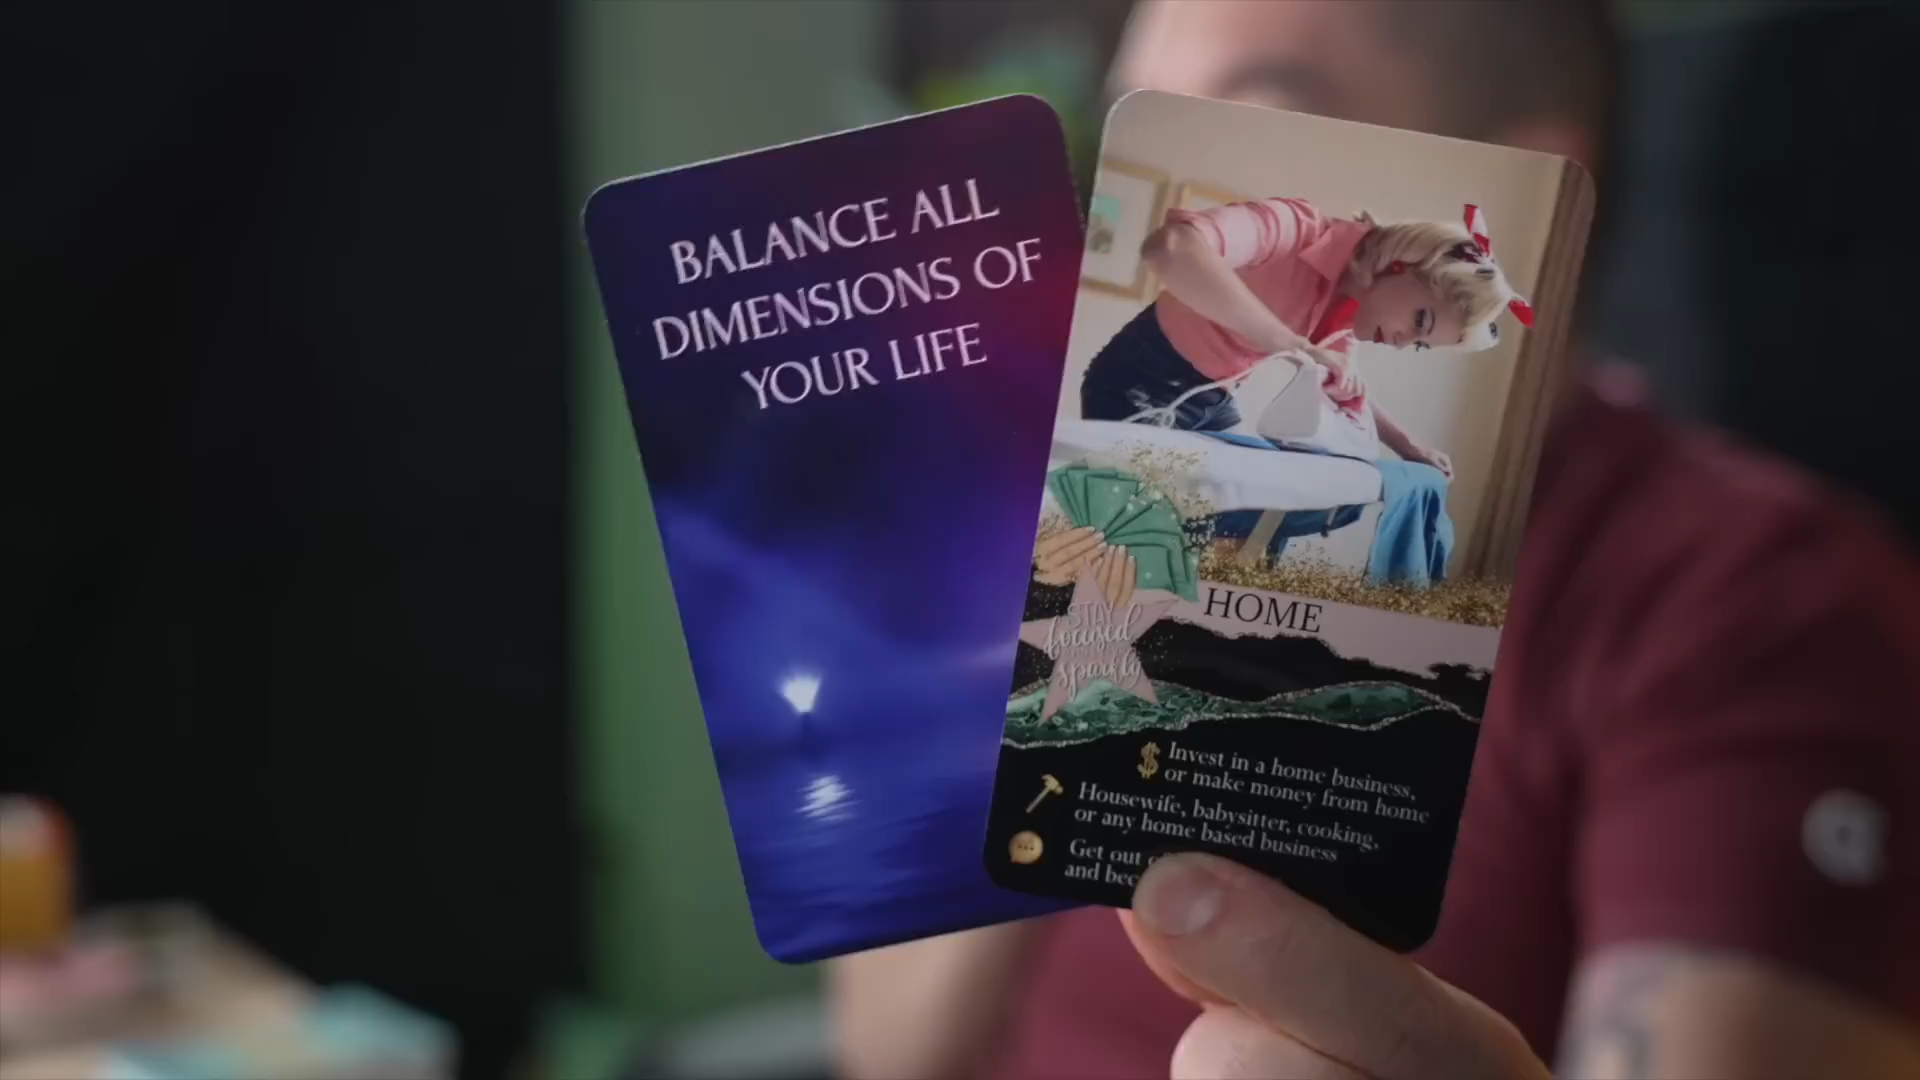 BALANCE ALL
DIMENSIONS OF
YOUR LIFE
STAY
focused
sparkly
HOME
Invest in a home business,
or make money from home
Housewife, babysitter, cooking,
or any home based business
Get out
and bec